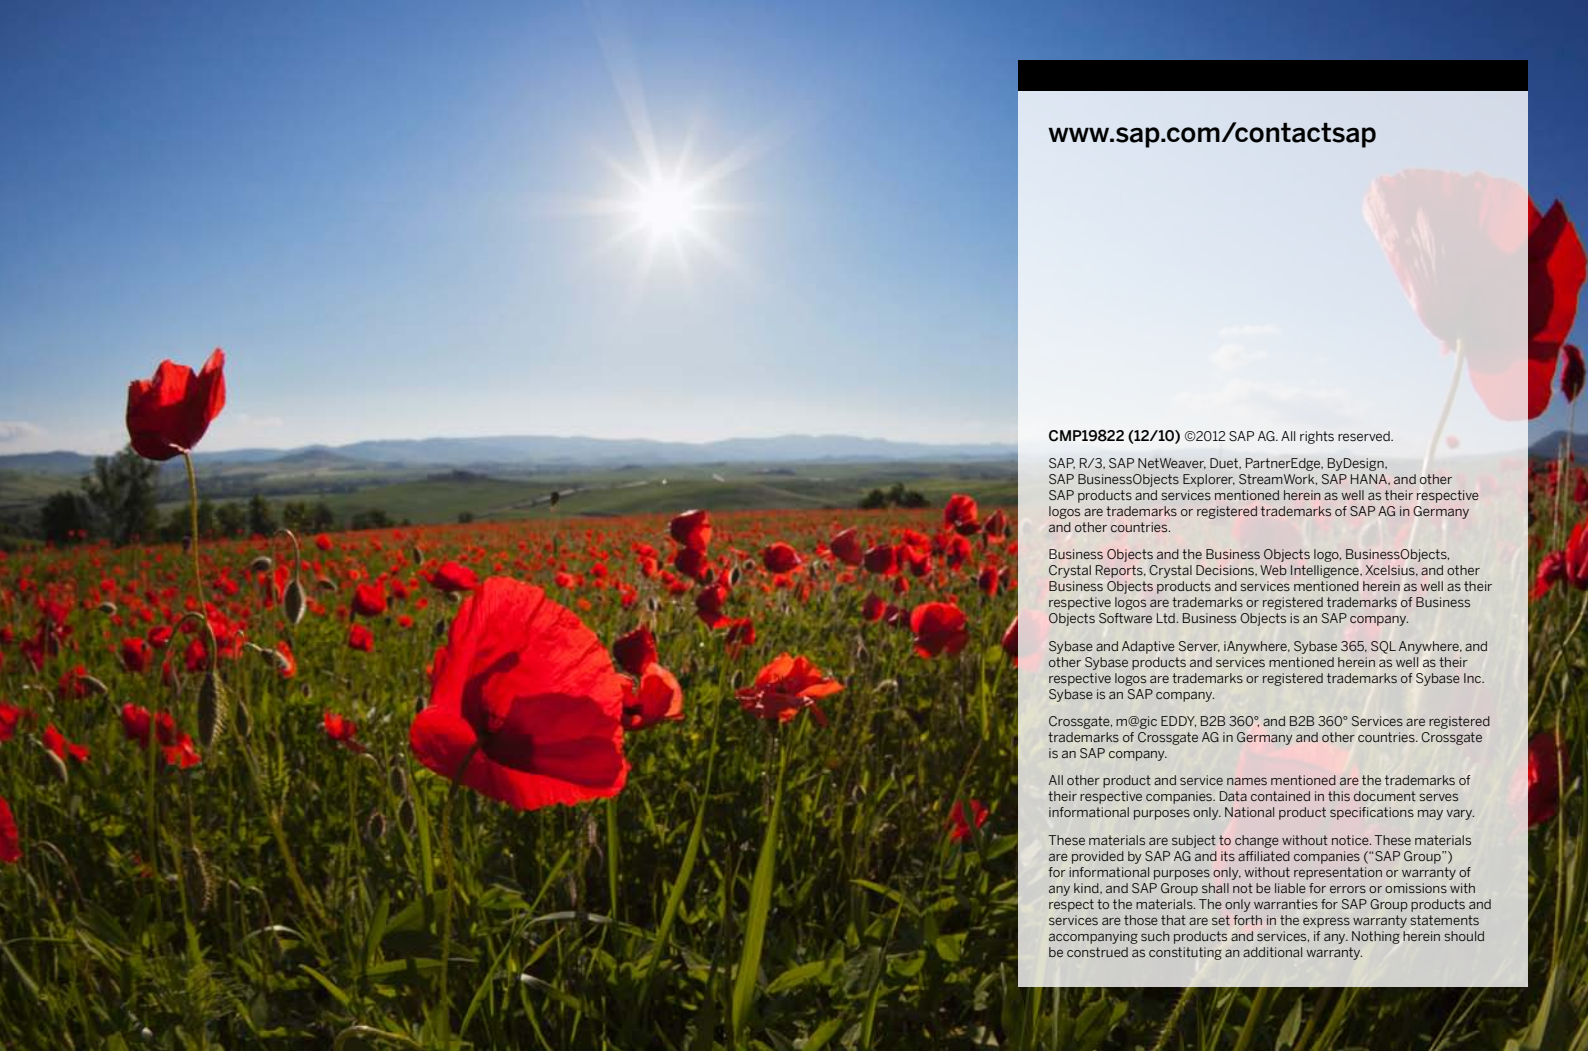 www.sap.com/contactsap
CMP19822 (12/10) ©2012 SAP AG. All rights reserved.
SAP, R/3, SAP NetWeaver, Duet, PartnerEdge, ByDesign,
SAP BusinessObjects Explorer, StreamWork, SAP HANA, and other
SAP products and services mentioned herein as well as their respective
logos are trademarks or registered trademarks of SAP AG in Germany
and other countries.
Business Objects and the Business Objects logo, BusinessObjects,
Crystal Reports, Crystal Decisions, Web Intelligence, Xcelsius, and other
Business Objects products and services mentioned herein as well as their
respective logos are trademarks or registered trademarks of Business
Objects Software Ltd. Business Objects is an SAP company.
Sybase and Adaptive Server, iAnywhere, Sybase 365, SQL Anywhere, and
other Sybase products and services mentioned herein as well as their
respective logos are trademarks or registered trademarks of Sybase Inc.
Sybase is an SAP company.
Crossgate, m@gic EDDY, B2B 360°, and B2B 360° Services are registered
trademarks of Crossgate AG in Germany and other countries. Crossgate
is an SAP company.
All other product and service names mentioned are the trademarks of
their respective companies. Data contained in this document serves
informational purposes only. National product specifications may vary.
These materials are subject to change without notice. These materials
are provided by SAP AG and its affiliated companies (“SAP Group”)
for informational purposes only, without representation or warranty of
any kind, and SAP Group shall not be liable for errors or omissions with
respect to the materials. The only warranties for SAP Group products and
services are those that are set forth in the express warranty statements
accompanying such products and services, if any. Nothing herein should
be construed as constituting an additional warranty.